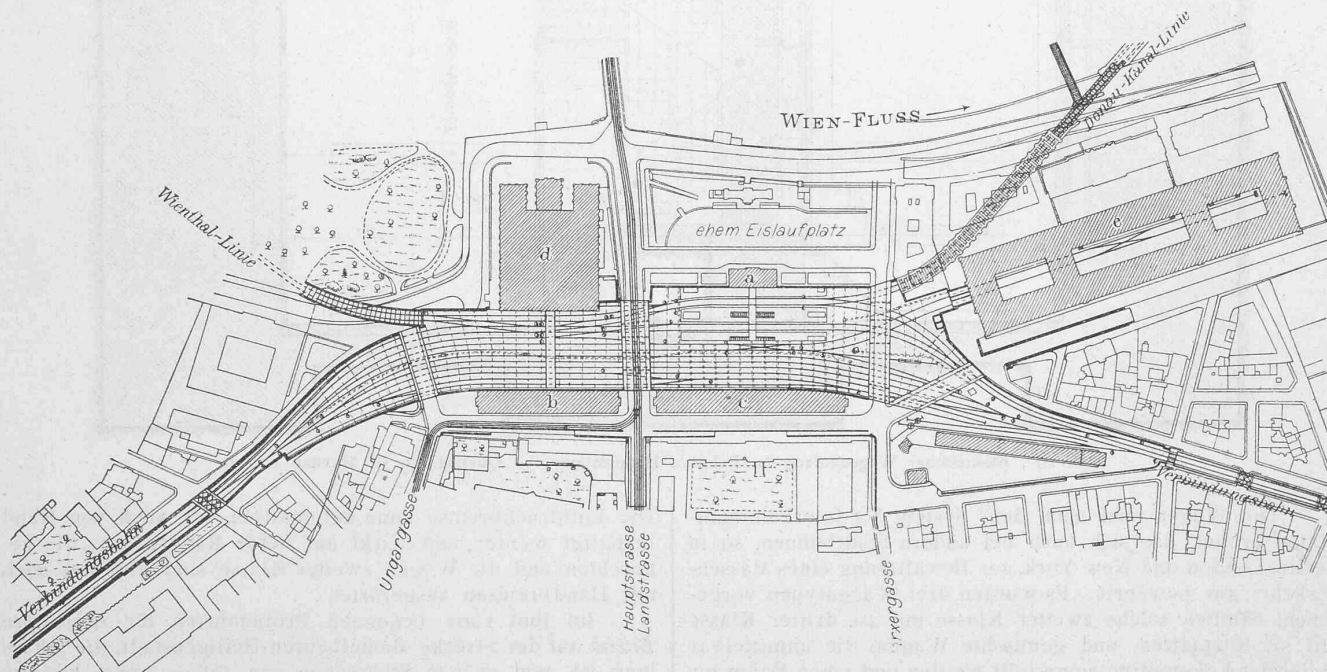 Donau-Kanal-Linie
WIEN-FLUSS
Wienthal-Linie
ehem Eislaufplatz
e
d
a
b
c
Verbindungsbahn
Ungargasse
Hauptstrasse
Landstrasse
Verbindungsbahn